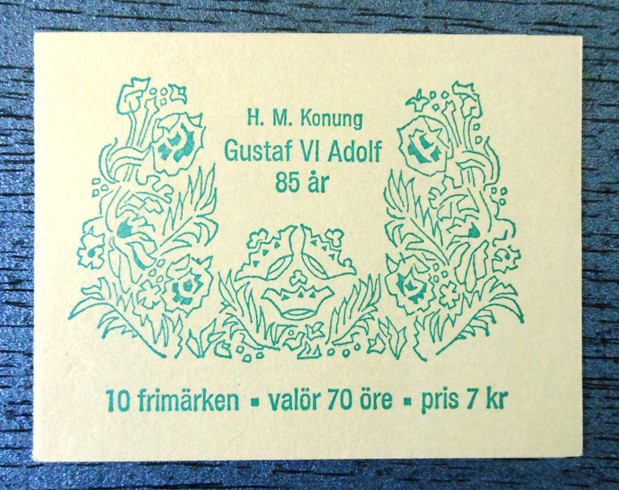 H. M. Konung
Gustaf VI Adolf
85 år
10 frimärken ▪ valör 70 öre ▪ pris 7 kr